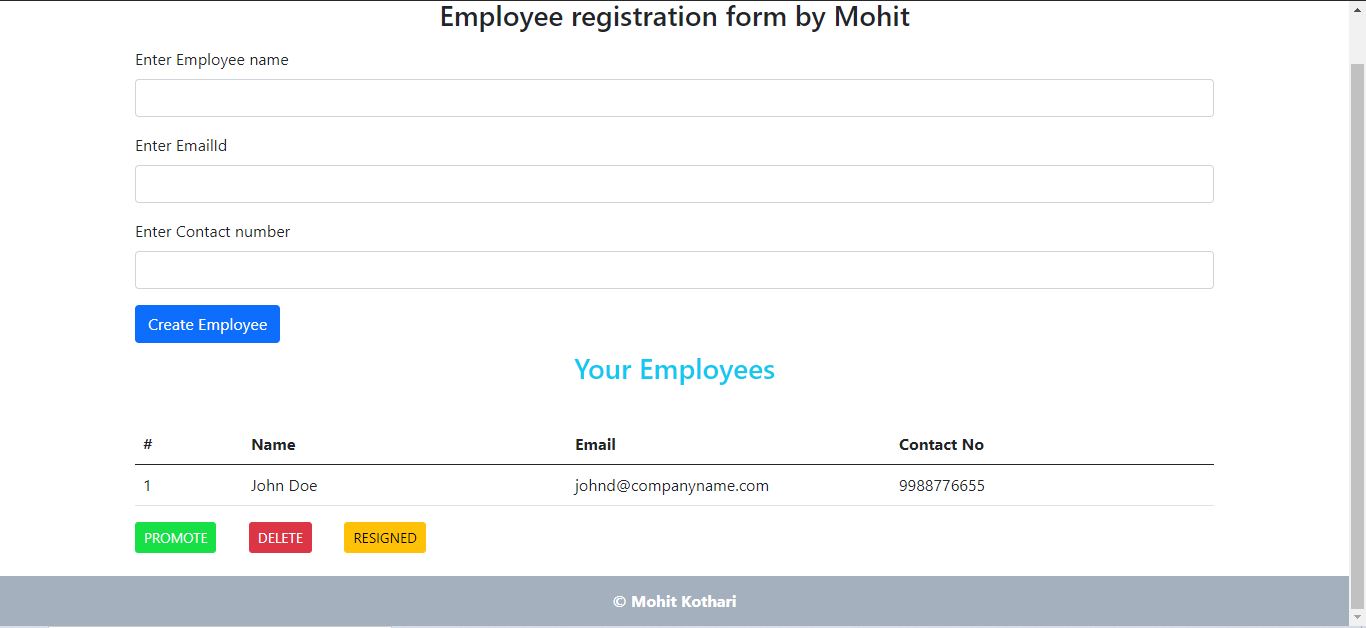 Employee registration form by Mohit
Enter Employee name
Enter EmailId
Enter Contact number
Create Employee
Your Employees
# Name Email Contact No
1 John Doe johnd@companyname.com 9988776655
PROMOTE DELETE RESIGNED
© Mohit Kothari